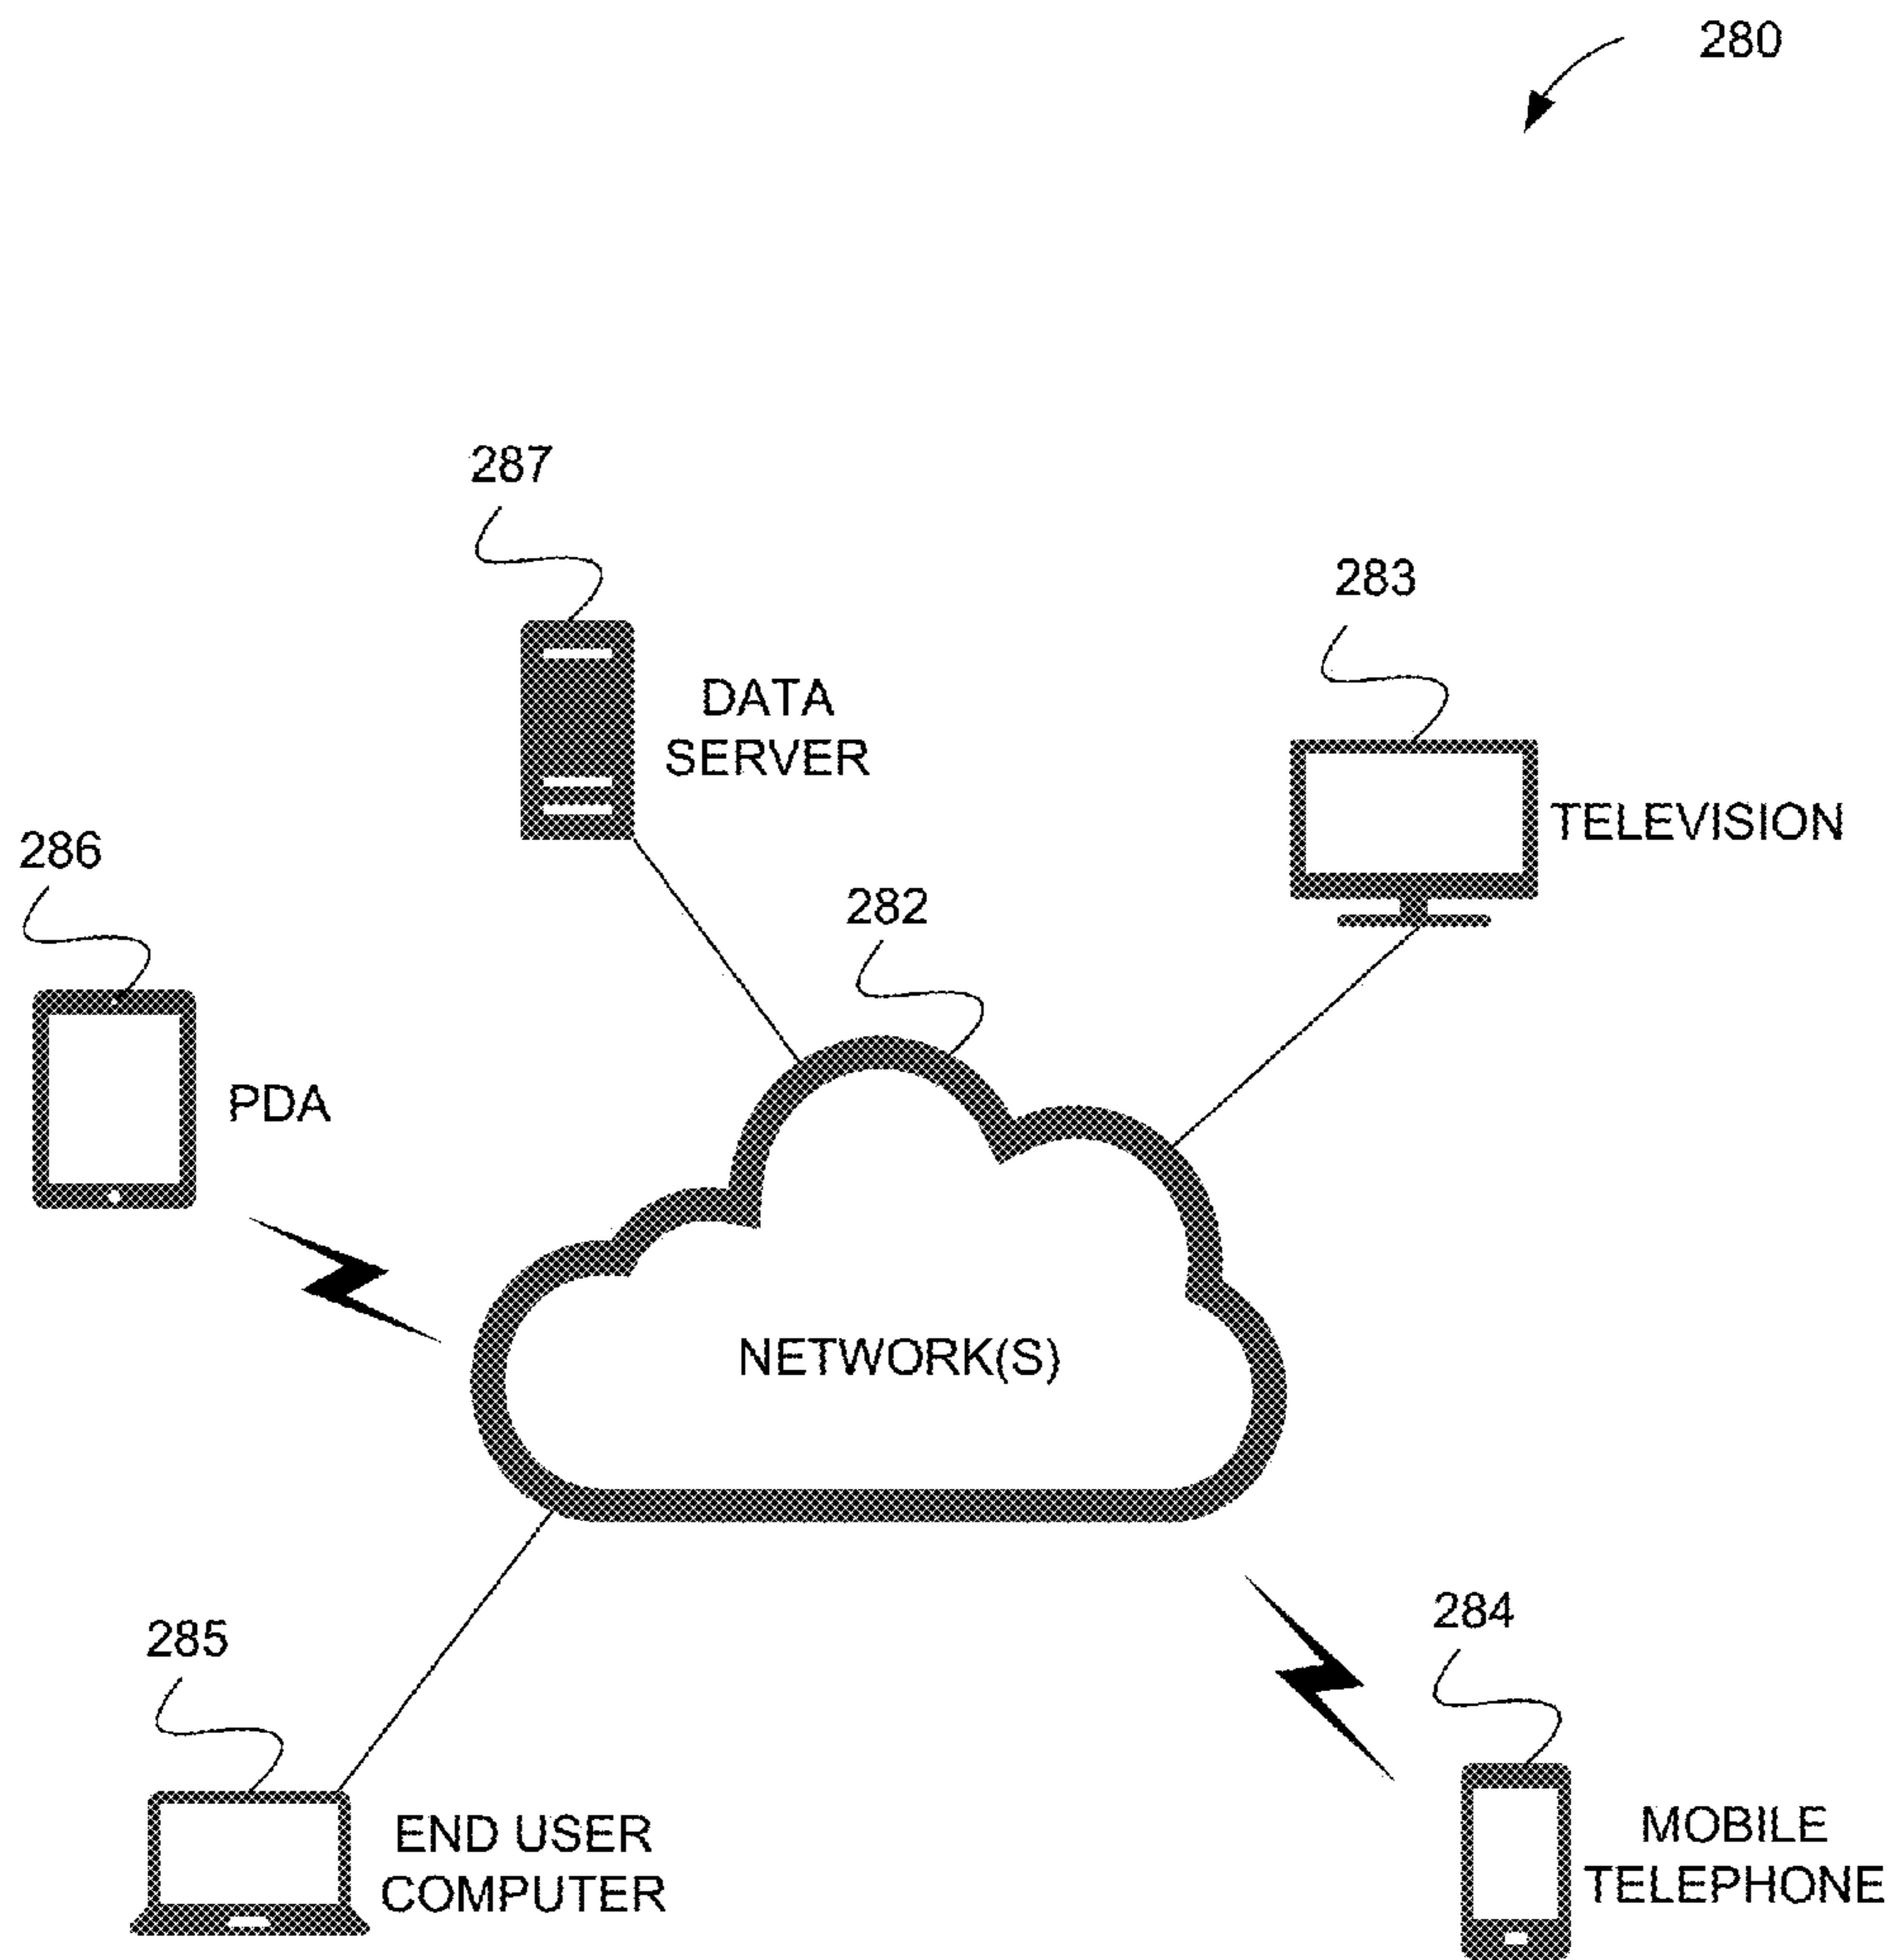 280
287
283
DATA
SERVER
TELEVISION
286
282
PDA
NETWORK(S)
285
284
END USER
COMPUTER
MOBILE
TELEPHONE